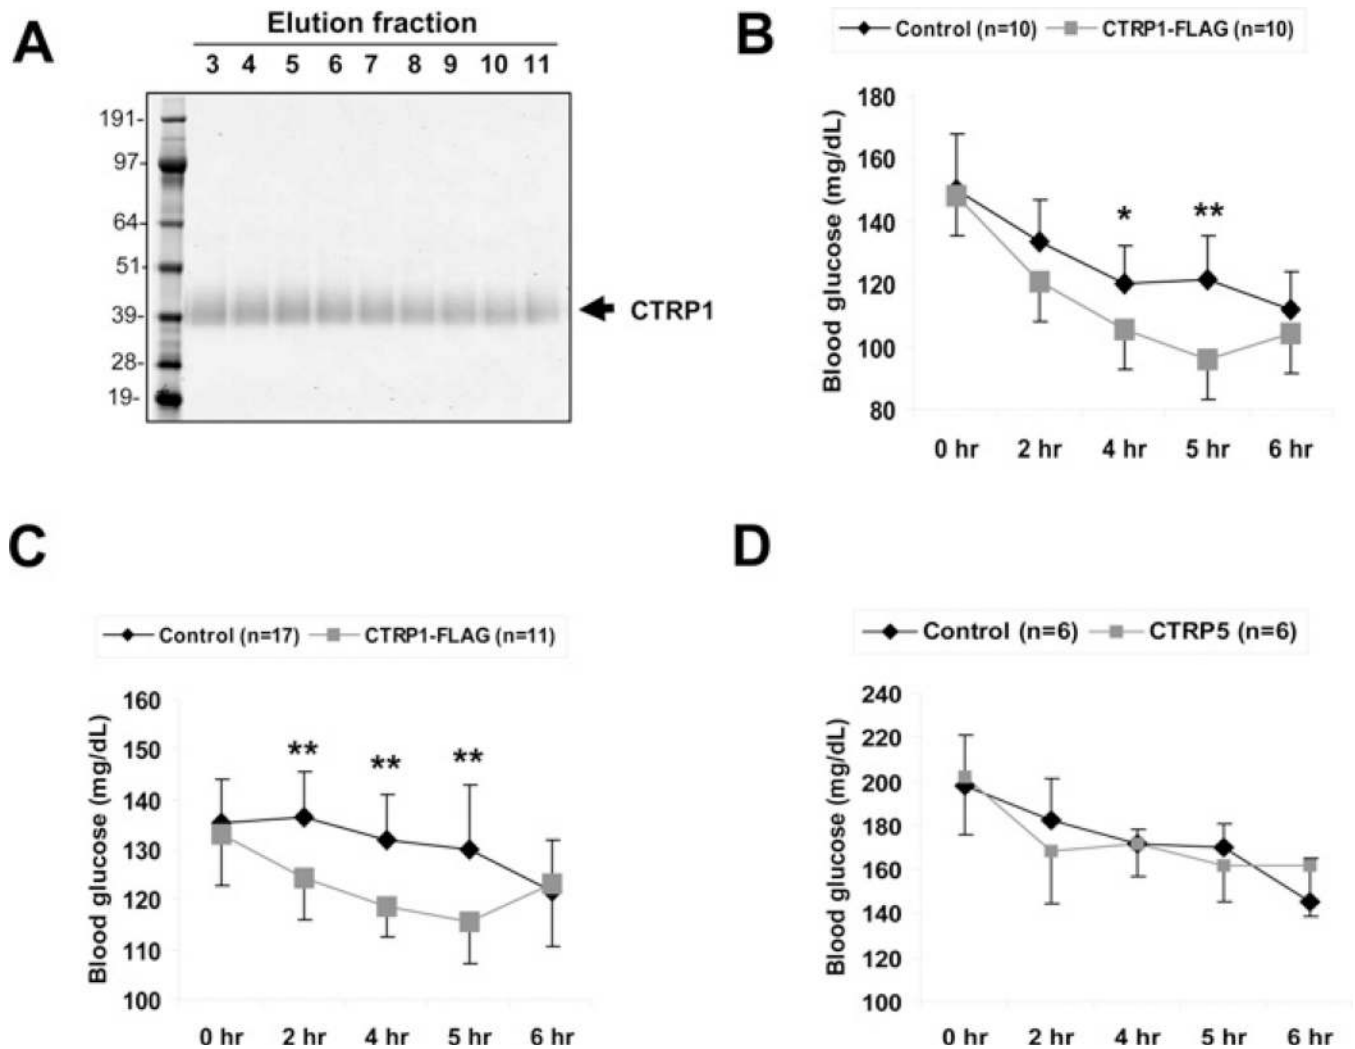 A
Elution fraction
3 4 5 6 7 8 9 10 11
191-
97-
64-
51-
39-
28-
19-
CTRP1
B
Control (n=10) CTRP1-FLAG (n=10)
Blood glucose (mg/dL)
180
160
140
120
100
80
* **
0 hr 2 hr 4 hr 5 hr 6 hr
C
Control (n=17) CTRP1-FLAG (n=11)
Blood glucose (mg/dL)
160
150
140
130
120
110
100
** ** **
0 hr 2 hr 4 hr 5 hr 6 hr
D
Control (n=6) CTRP5 (n=6)
Blood glucose (mg/dL)
240
220
200
180
160
140
120
100
0 hr 2 hr 4 hr 5 hr 6 hr